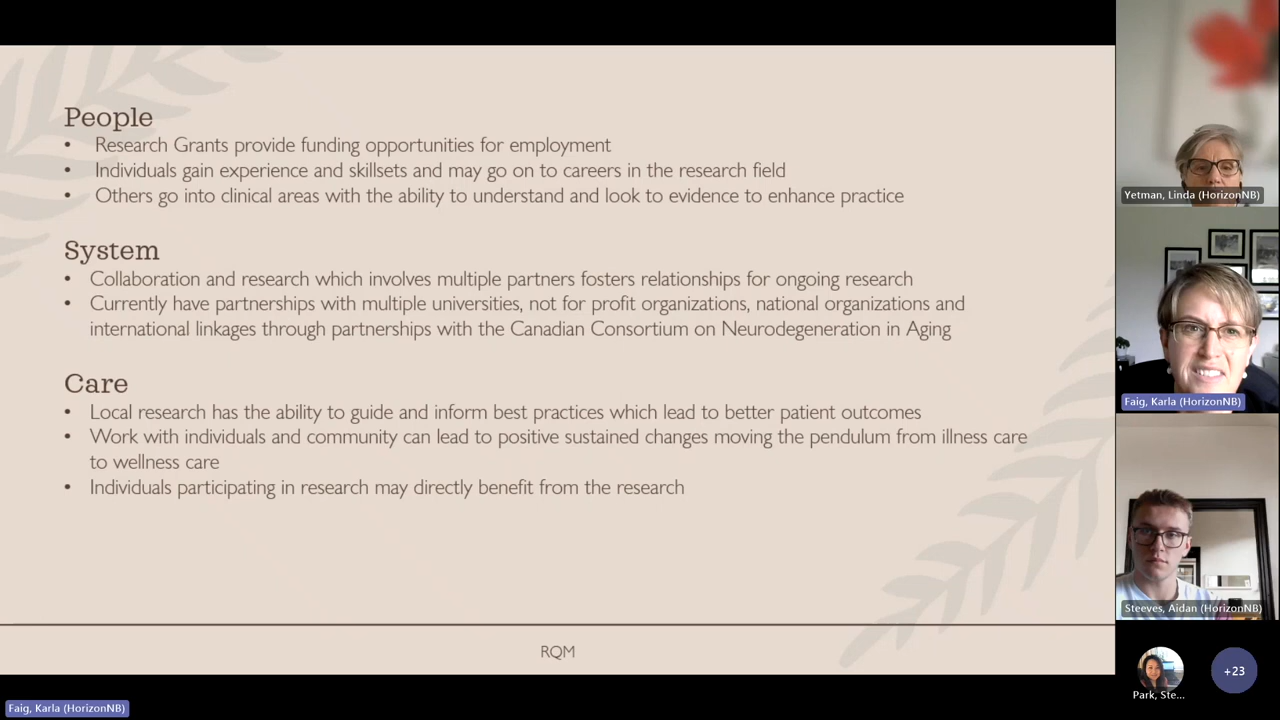 People
• Research Grants provide funding opportunities for employment
• Individuals gain experience and skillsets and may go on to careers in the research field
• Others go into clinical areas with the ability to understand and look to evidence to enhance practice
System
• Collaboration and research which involves multiple partners fosters relationships for ongoing research
• Currently have partnerships with multiple universities, not for profit organizations, national organizations and
international linkages through partnerships with the Canadian Consortium on Neurodegeneration in Aging
Care
• Local research has the ability to guide and inform best practices which lead to better patient outcomes
• Work with individuals and community can lead to positive sustained changes moving the pendulum from illness care
to wellness care
• Individuals participating in research may directly benefit from the research
RQM
Faig, Karla (HorizonNB)
Yetman, Linda (HorizonNB)
Faig, Karla (HorizonNB)
Steeves, Aidan (HorizonNB)
Park, Ste...
+23